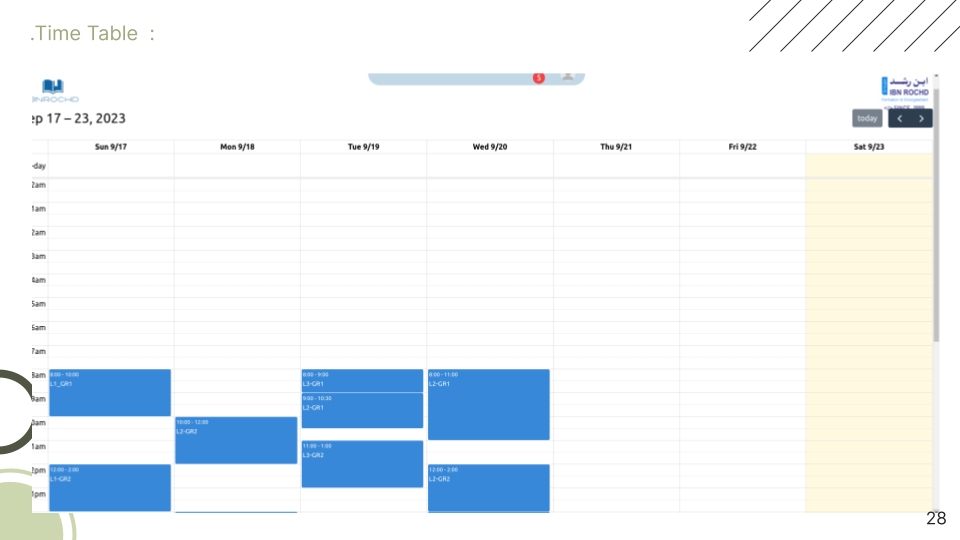 .Time Table :
5
INROCHD
ابن رشد
IBN ROCHD
ep 17 – 23, 2023
today
Sun 9/17
Mon 9/18
Tue 9/19
Wed 9/20
Thu 9/21
Fri 9/22
Sat 9/23
-day
2am
1am
2am
3am
4am
5am
6am
7am
8am
8:00 - 10:00
L1_GR1
8:00 - 9:00
L3-GR1
8:00 - 11:00
L2-GR1
9am
9:00 - 10:30
L2-GR1
0am
10:00 - 12:00
L2-GR2
1am
11:00 - 1:00
L3-GR2
2pm
12:00 - 2:00
L1-GR2
12:00 - 2:00
L2-GR2
1pm
28